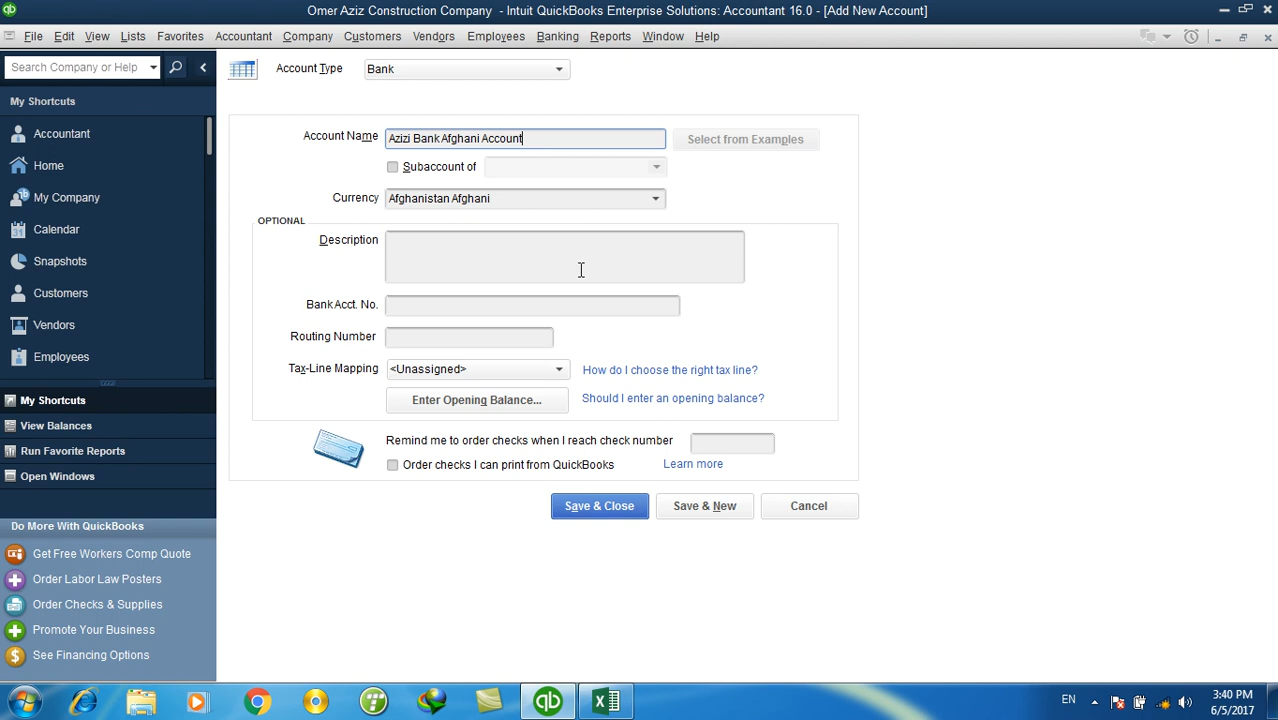 Omer Aziz Construction Company - Intuit QuickBooks Enterprise Solutions: Accountant 16.0 - [Add New Account]
File Edit View Lists Favorites Accountant Company Customers Vendors Employees Banking Reports Window Help
Search Company or Help
My Shortcuts
Accountant
Home
My Company
Calendar
Snapshots
Customers
Vendors
Employees
My Shortcuts
View Balances
Run Favorite Reports
Open Windows
Do More With QuickBooks
Get Free Workers Comp Quote
Order Labor Law Posters
Order Checks & Supplies
Promote Your Business
See Financing Options
Account Type Bank
Account Name Azizi Bank Afghani Account Select from Examples
Subaccount of
Currency Afghanistan Afghani
OPTIONAL
Description
Bank Acct. No.
Routing Number
Tax-Line Mapping <Unassigned> How do I choose the right tax line?
Enter Opening Balance... Should I enter an opening balance?
Remind me to order checks when I reach check number
Order checks I can print from QuickBooks Learn more
Save & Close Save & New Cancel
EN
3:40 PM
6/5/2017